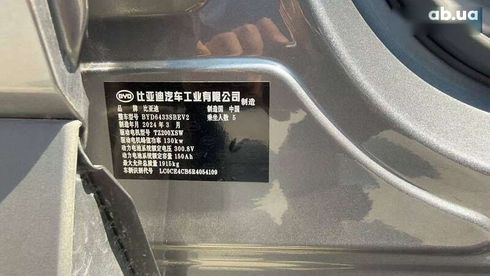 ab.ua
BYD 比亚迪汽车工业有限公司 制造
品牌 比亚迪 制造国 中国
整车型号 BYD6433SBEV2 乘坐人数 5
制造年月 2024 年 3 月
驱动电机型号 TZ200XSW
驱动电机峰值功率 130kW
动力电池系统额定电压 300.8V
动力电池系统额定容量 150Ah
最大允许总质量 1915kg
车辆识别代号 LC0CE4CB6R4054109